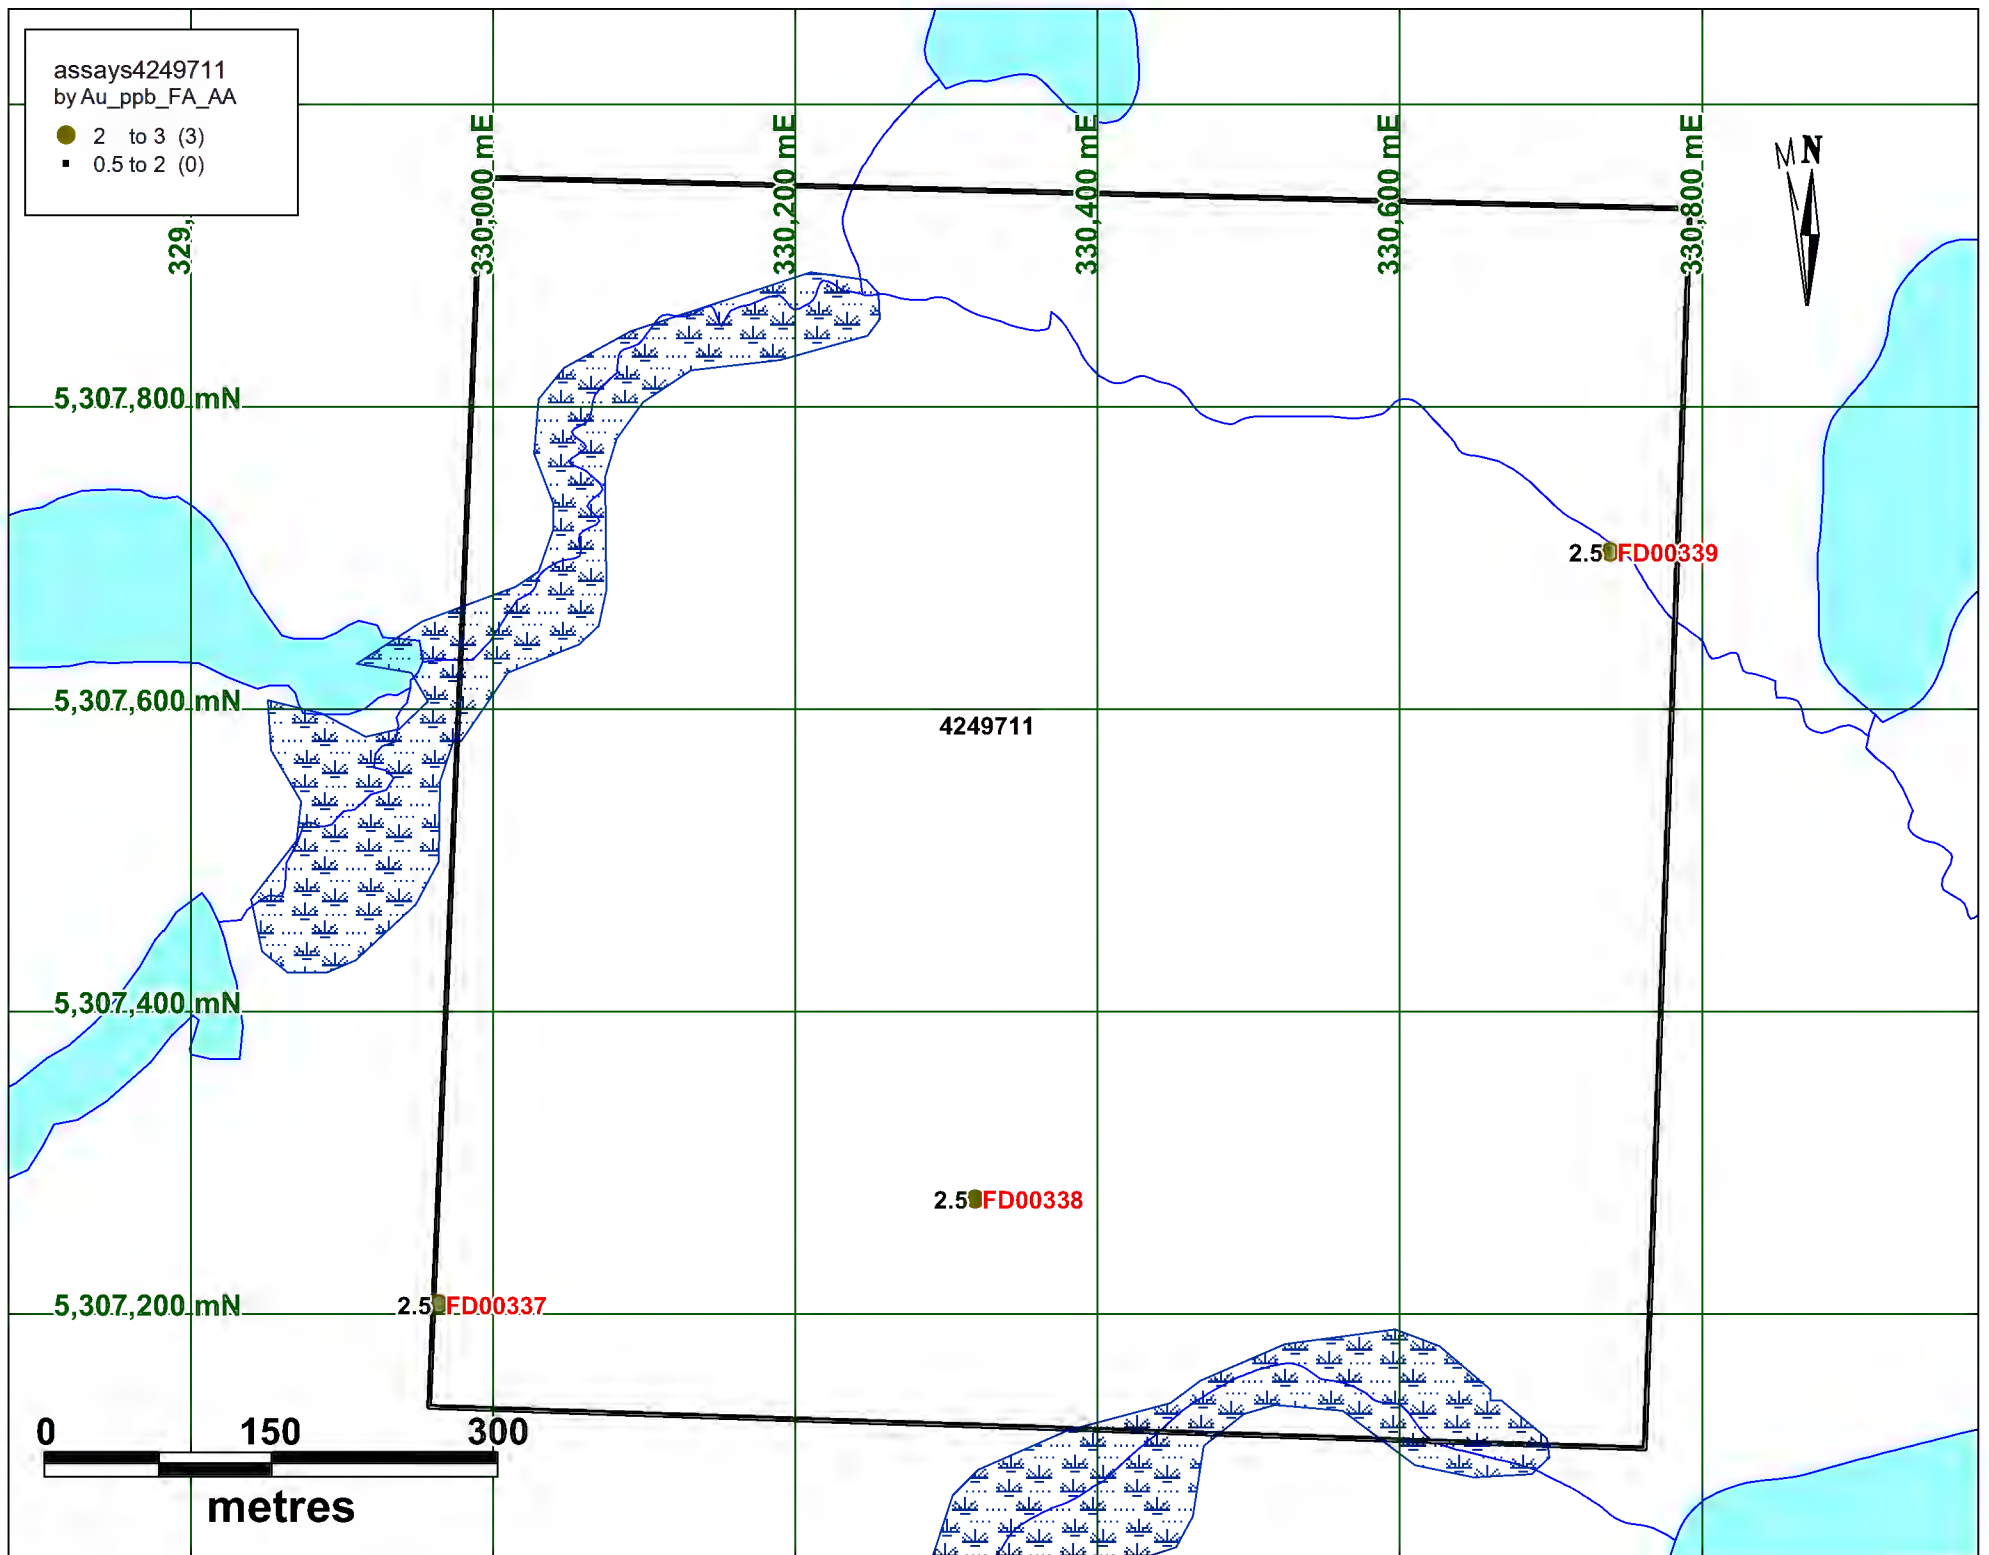 assays4249711
by Au_ppb_FA_AA
2 to 3 (3)
0.5 to 2 (0)
329,
330,000 mE
330,200 mE
330,400 mE
330,600 mE
330,800 mE
M N
5,307,800 mN
2.5 FD00339
5,307,600 mN
4249711
5,307,400 mN
2.5 FD00338
5,307,200 mN
2.5 FD00337
0 150 300
metres